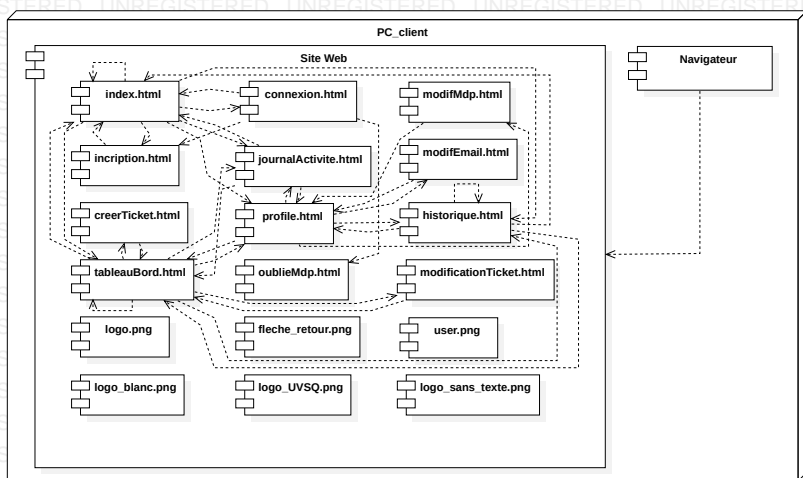 UNREGISTERED UNREGISTERED UNREGISTERED UNREGISTERED
PC_client
Site Web
Navigateur
index.html
connexion.html
modifMdp.html
incription.html
journalActivite.html
modifEmail.html
creerTicket.html
profile.html
historique.html
tableauBord.html
oublieMdp.html
modificationTicket.html
logo.png
fleche_retour.png
user.png
logo_blanc.png
logo_UVSQ.png
logo_sans_texte.png